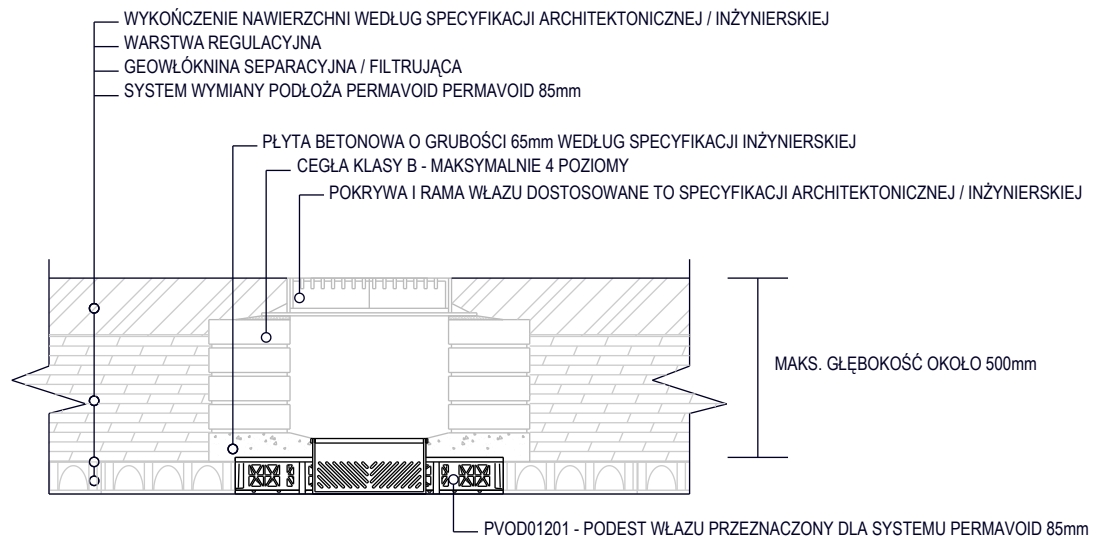 WYKOŃCZENIE NAWIERZCHNI WEDŁUG SPECYFIKACJI ARCHITEKTONICZNEJ / INŻYNIERSKIEJ
WARSTWA REGULACYJNA
GEOWŁÓKNINA SEPARACYJNA / FILTRUJĄCA
SYSTEM WYMIANY PODŁOŻA PERMAVOID PERMAVOID 85mm
PŁYTA BETONOWA O GRUBOŚCI 65mm WEDŁUG SPECYFIKACJI INŻYNIERSKIEJ
CEGŁA KLASY B - MAKSYMALNIE 4 POZIOMY
POKRYWA I RAMA WŁAZU DOSTOSOWANE TO SPECYFIKACJI ARCHITEKTONICZNEJ / INŻYNIERSKIEJ
MAKS. GŁĘBOKOŚĆ OKOŁO 500mm
PVOD01201 - PODEST WŁAZU PRZEZNACZONY DLA SYSTEMU PERMAVOID 85mm